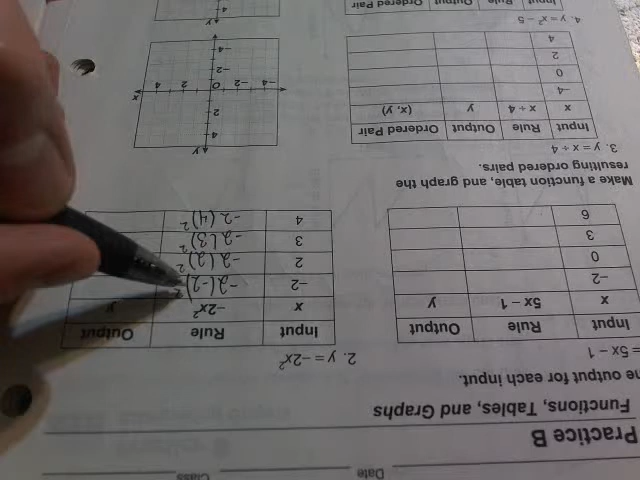 Date Class
Practice B
Functions, Tables, and Graphs
he output for each input.
= 5x − 1
Input Rule Output
x 5x − 1 y
−2
0
3
6
2. y = −2x²
Input Rule Output
x −2x² y
−2 −2(−2)²
2 −2(2)²
3 −2(3)²
4 −2(4)²
Make a function table, and graph the
resulting ordered pairs.
3. y = x ÷ 4
Input Rule Output Ordered Pair
x x ÷ 4 y (x, y)
−4
0
2
4
y
4
2
−4 −2 O 2 4 x
−2
−4
4. y = x² − 5
Input Rule Output Ordered Pair
y
4